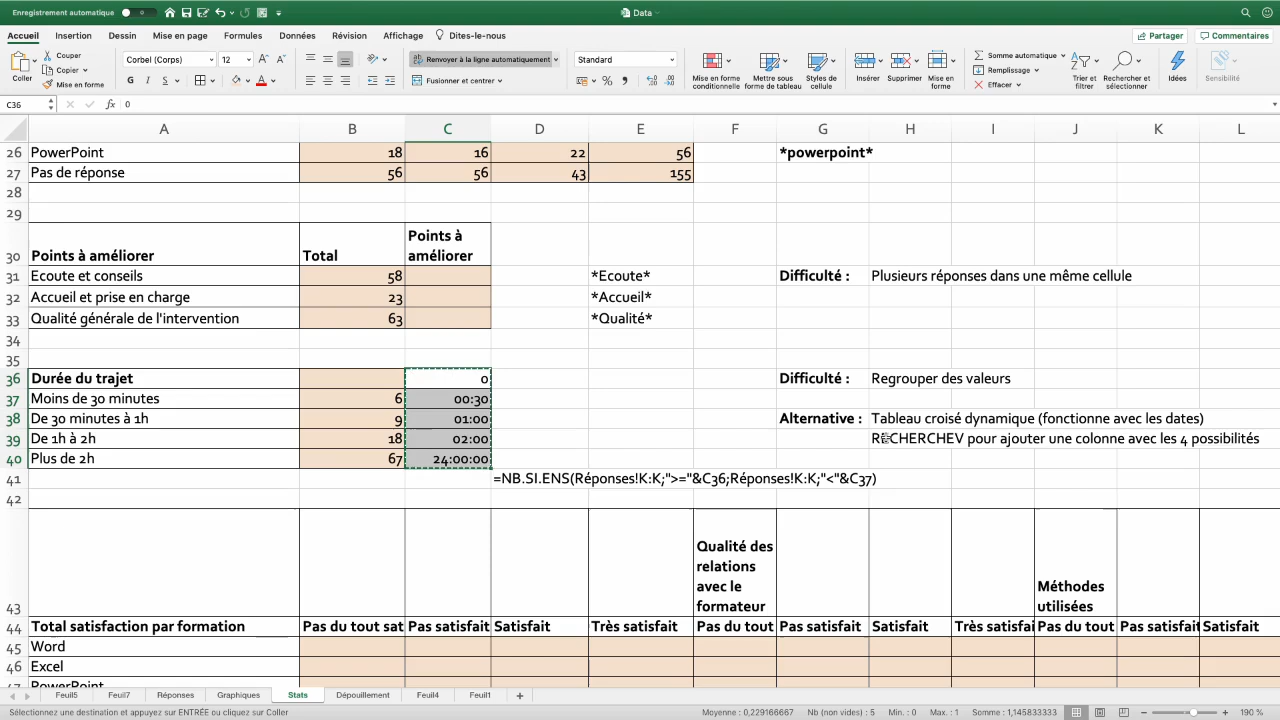 Enregistrement automatique
Data
Accueil Insertion Dessin Mise en page Formules Données Révision Affichage Dites-le-nous Partager Commentaires
Coller Couper Corbel (Corps) Renvoyer à la ligne automatiquement Standard Mise en forme conditionnelle Mettre sous forme de tableau Styles de cellule Insérer Supprimer Mise en forme Somme automatique Trier et filtrer Rechercher et sélectionner Idées Sensibilité
Copier Remplissage
Mise en forme G I S A Fusionner et centrer % Effacer
C36 fx 0
A B C D E F G H I J K L
26 PowerPoint 18 16 22 56 *powerpoint*
27 Pas de réponse 56 56 43 155
28
29
30 Points à améliorer Total Points à améliorer
31 Ecoute et conseils 58 *Ecoute* Difficulté : Plusieurs réponses dans une même cellule
32 Accueil et prise en charge 23 *Accueil*
33 Qualité générale de l'intervention 63 *Qualité*
34
35
36 Durée du trajet 0 Difficulté : Regrouper des valeurs
37 Moins de 30 minutes 6 00:30
38 De 30 minutes à 1h 9 01:00 Alternative : Tableau croisé dynamique (fonctionne avec les dates)
39 De 1h à 2h 18 02:00 RECHERCHEV pour ajouter une colonne avec les 4 possibilités
40 Plus de 2h 67 24:00:00
41 =NB.SI.ENS(Réponses!K:K;">="&C36;Réponses!K:K;"<"&C37)
42
43 Qualité des relations avec le formateur Méthodes utilisées
44 Total satisfaction par formation Pas du tout sat Pas satisfait Satisfait Très satisfait Pas du tout Pas satisfait Satisfait Très satisfai Pas du tout Pas satisfait Satisfait
45 Word
46 Excel
47 PowerPoint
Feuil5 Feuil7 Réponses Graphiques Stats Dépouillement Feuil4 Feuil1 +
Sélectionnez une destination et appuyez sur ENTRÉE ou cliquez sur Coller Moyenne : 0,229166667 Nb (non vides) : 5 Min. : 0 Max. : 1 Somme : 1,145833333 190 %